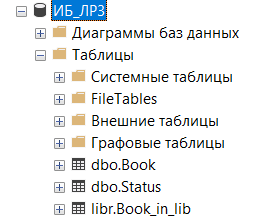 ИБ_ЛР3
Диаграммы баз данных
Таблицы
Системные таблицы
FileTables
Внешние таблицы
Графовые таблицы
dbo.Book
dbo.Status
libr.Book_in_lib